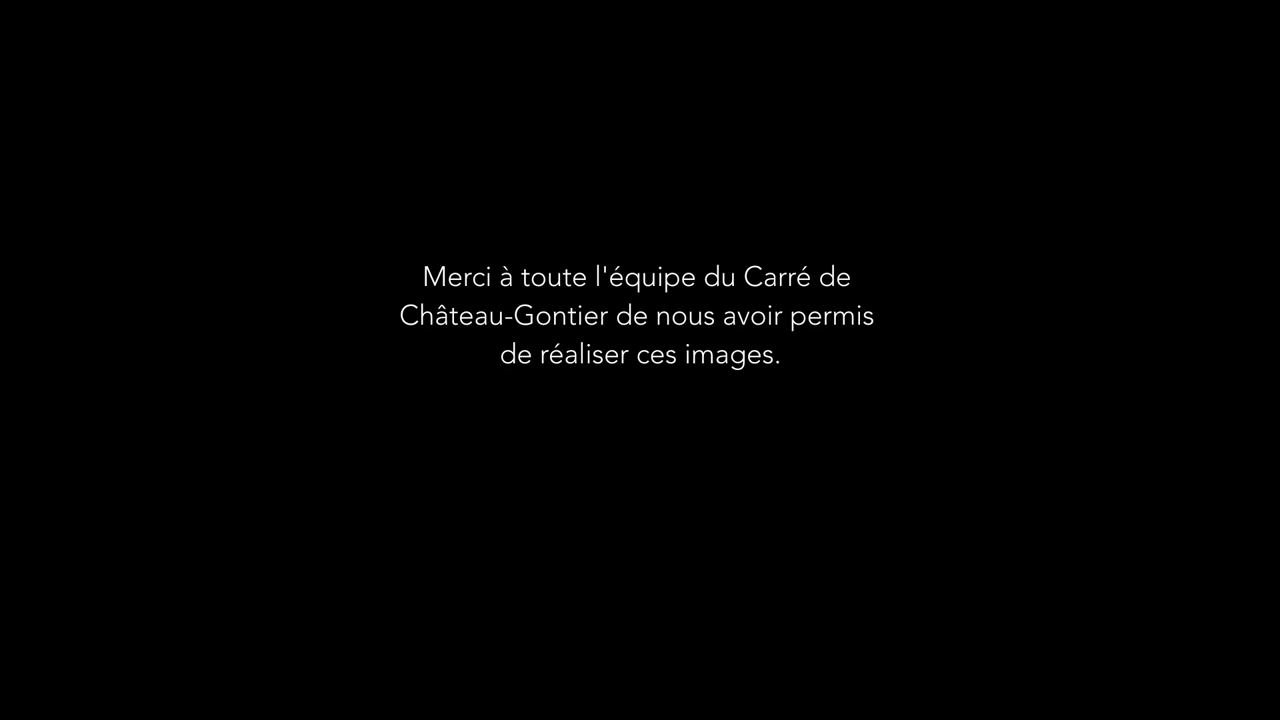 Merci à toute l'équipe du Carré de
Château-Gontier de nous avoir permis
de réaliser ces images.